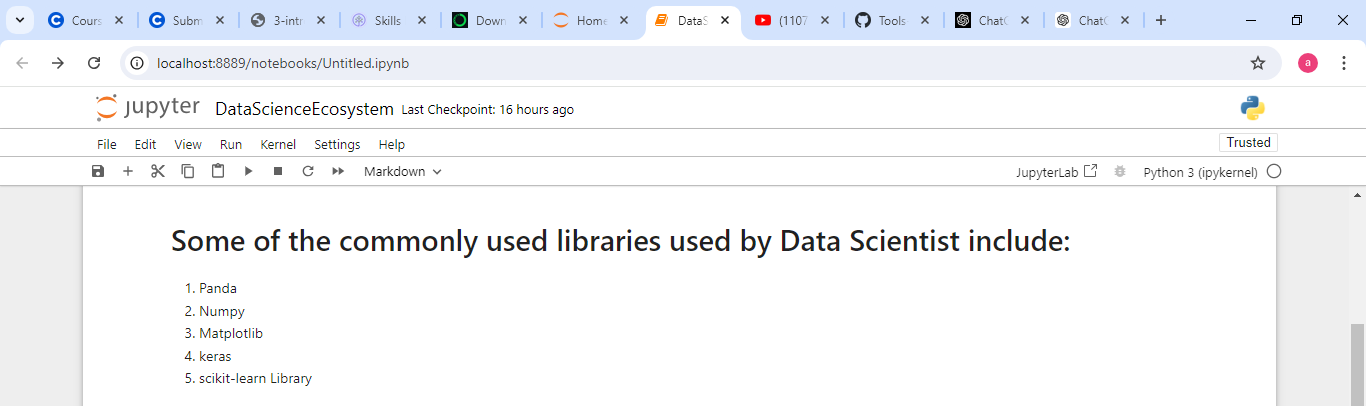 Cours
Subm
3-intr
Skills
Down
Home
DataS
(1107
Tools-
ChatG
ChatG
localhost:8889/notebooks/Untitled.ipynb
a
jupyter DataScienceEcosystem Last Checkpoint: 16 hours ago
File Edit View Run Kernel Settings Help
Trusted
Markdown
JupyterLab
Python 3 (ipykernel)
Some of the commonly used libraries used by Data Scientist include:
1. Panda
2. Numpy
3. Matplotlib
4. keras
5. scikit-learn Library